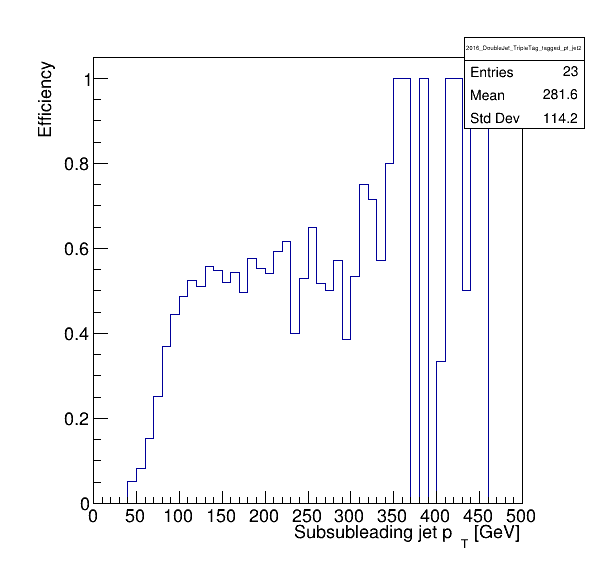 2016_DoubleJet_TripleTag_tagged_pt_jet2
Entries 23
Mean 281.6
Std Dev 114.2
Efficiency
1
0.8
0.6
0.4
0.2
0
0 50 100 150 200 250 300 350 400 450 500
Subsubleading jet p_T [GeV]